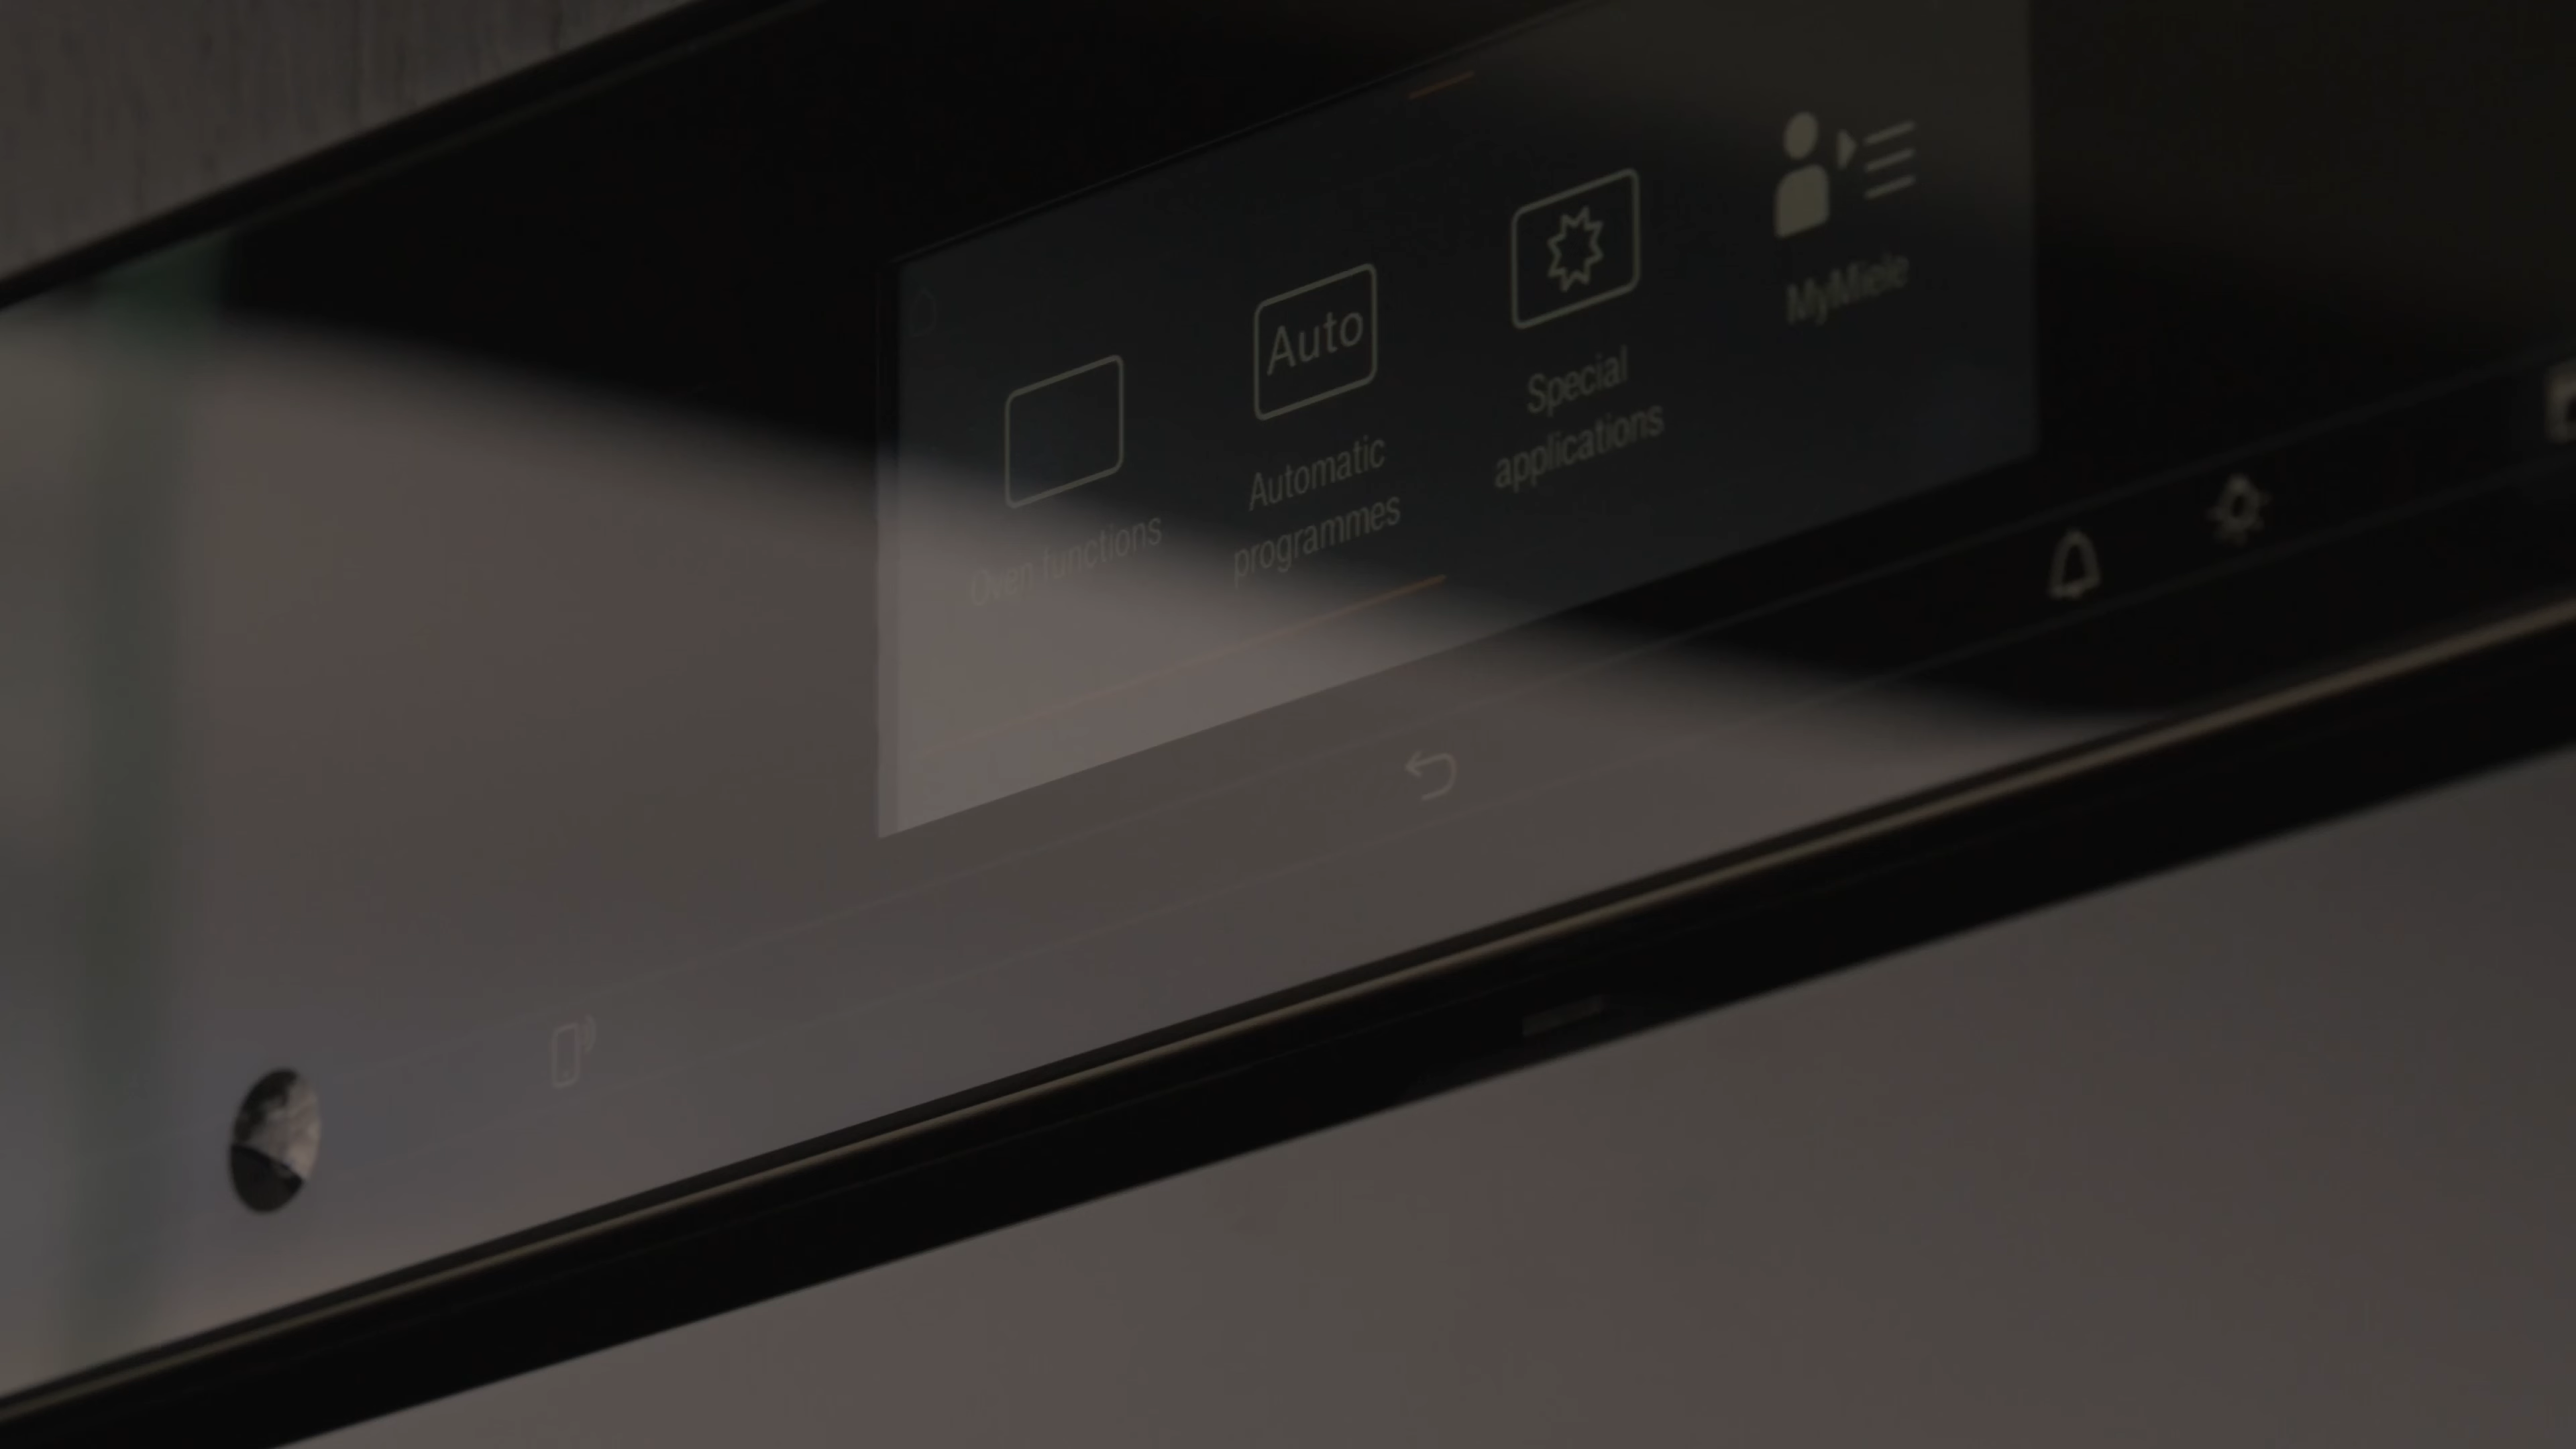 Oven functions
Auto
Automatic
programmes
Special
applications
MyMiele